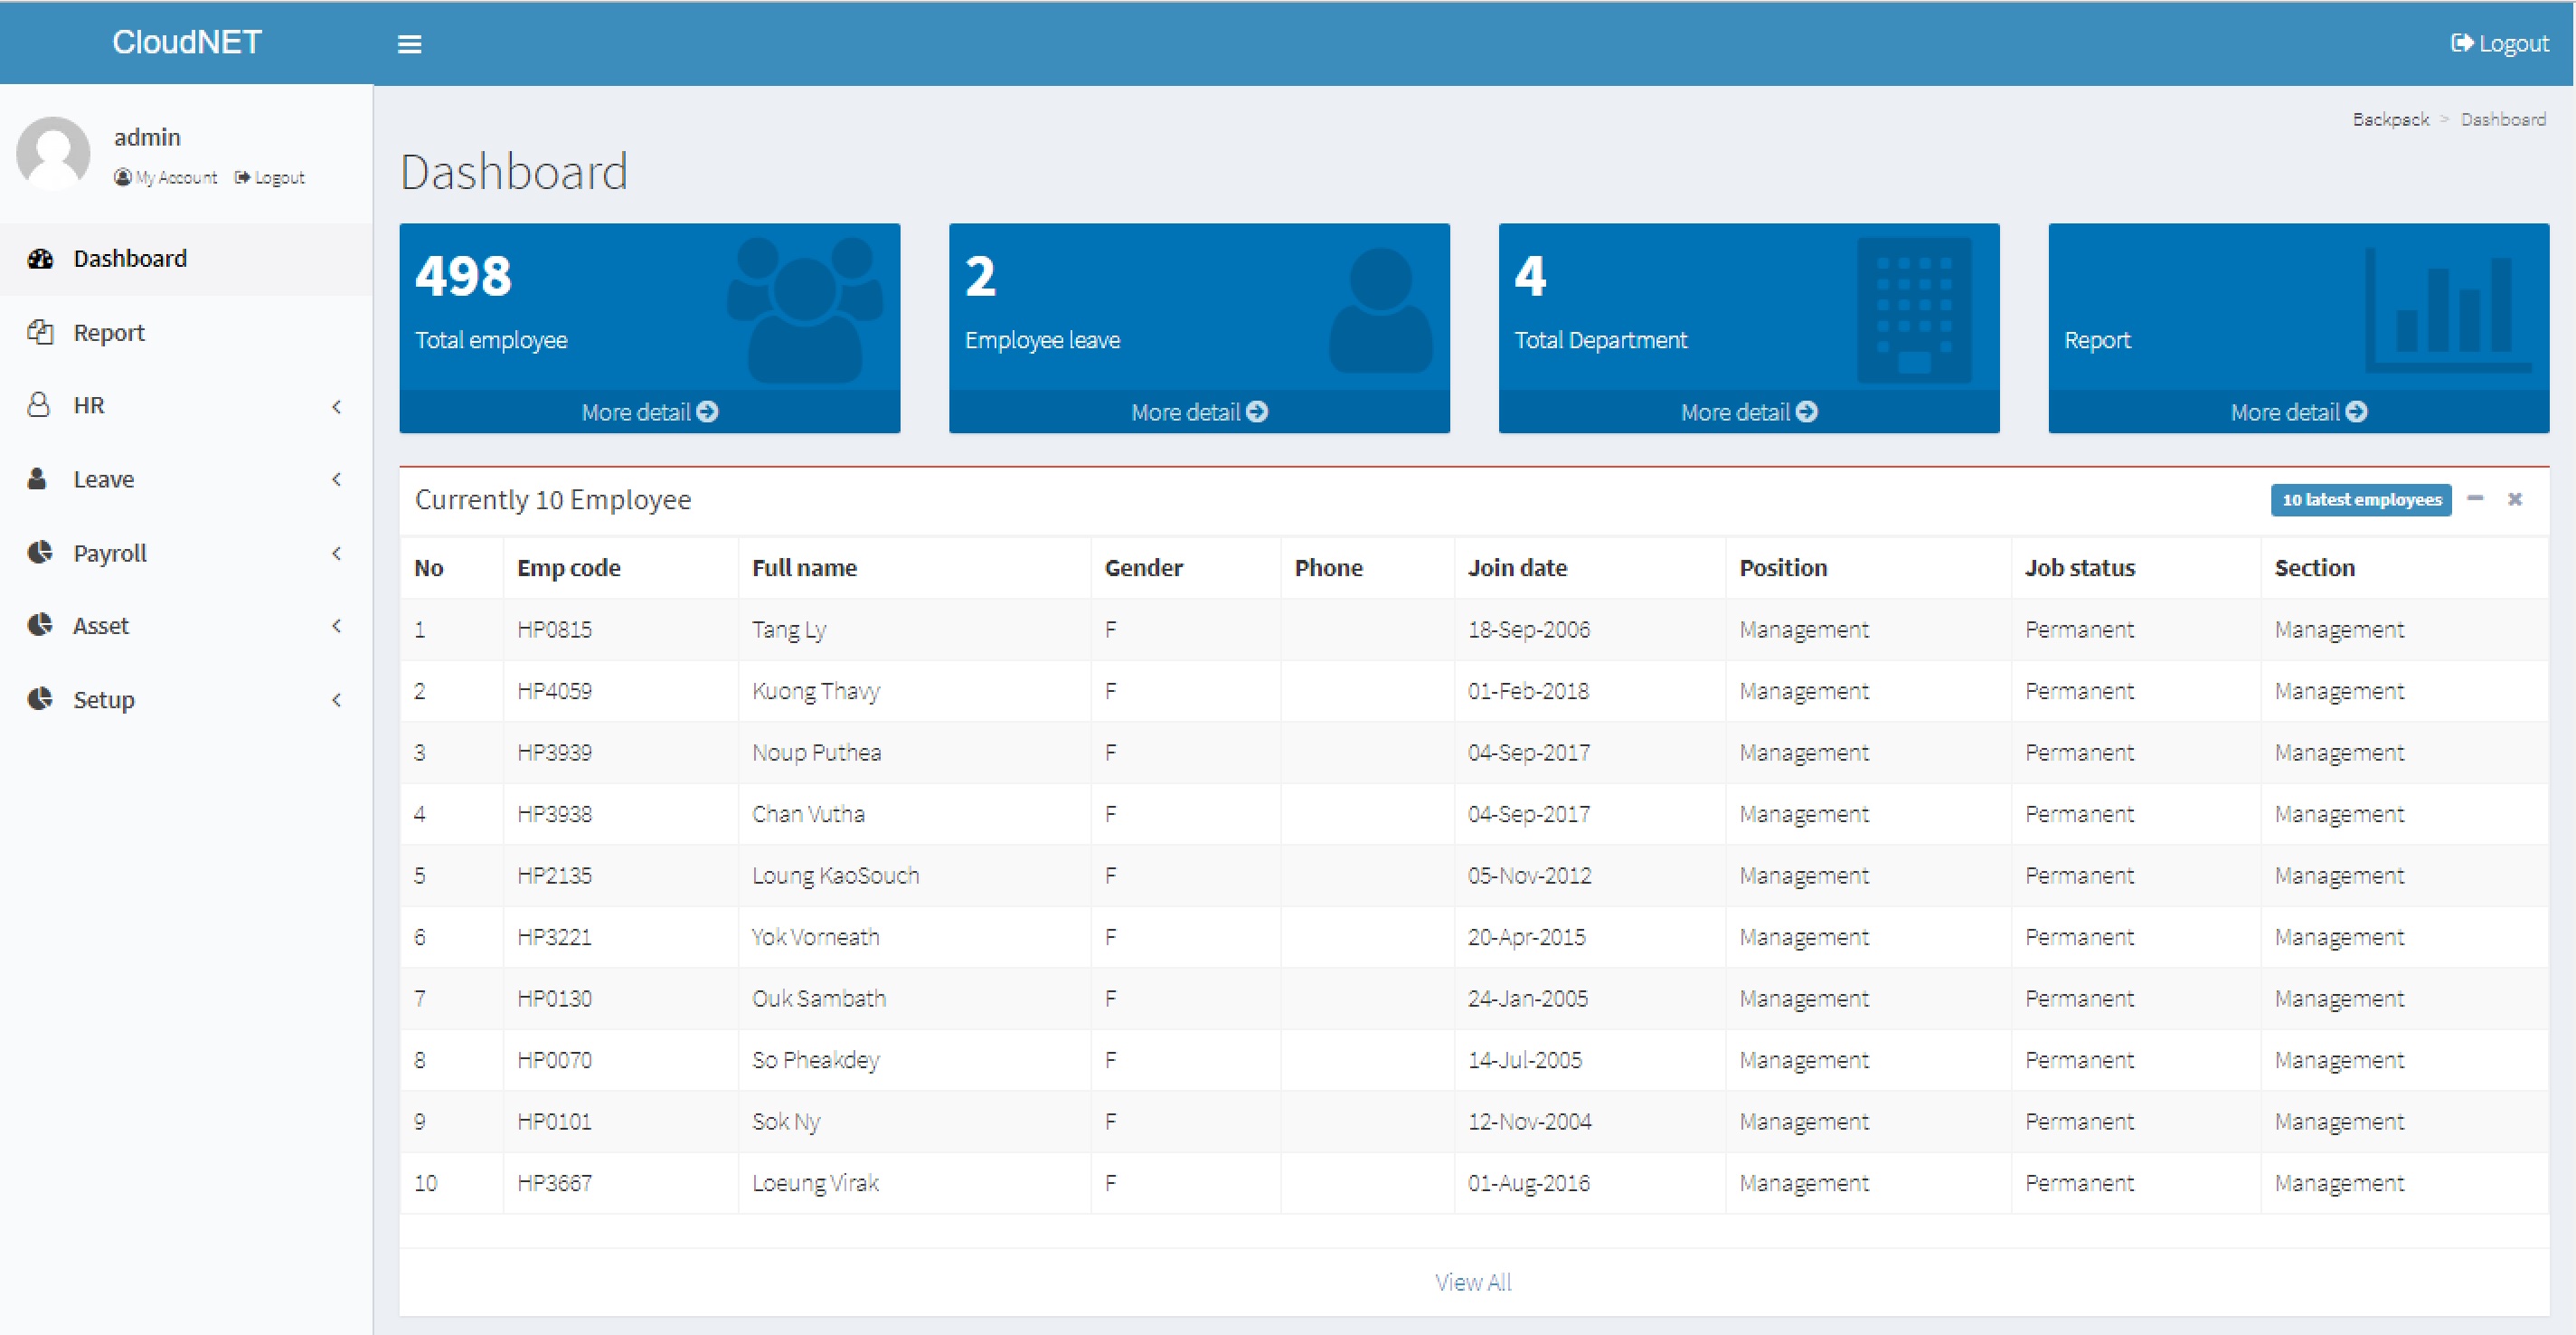 CloudNET
Logout
admin
My Account Logout
Dashboard
Report
HR
Leave
Payroll
Asset
Setup
Backpack > Dashboard
Dashboard
498
Total employee
More detail
2
Employee leave
More detail
4
Total Department
More detail
Report
More detail
Currently 10 Employee
10 latest employees
No Emp code Full name Gender Phone Join date Position Job status Section
1 HP0815 Tang Ly F 18-Sep-2006 Management Permanent Management
2 HP4059 Kuong Thavy F 01-Feb-2018 Management Permanent Management
3 HP3939 Noup Puthea F 04-Sep-2017 Management Permanent Management
4 HP3938 Chan Vutha F 04-Sep-2017 Management Permanent Management
5 HP2135 Loung KaoSouch F 05-Nov-2012 Management Permanent Management
6 HP3221 Yok Vorneath F 20-Apr-2015 Management Permanent Management
7 HP0130 Ouk Sambath F 24-Jan-2005 Management Permanent Management
8 HP0070 So Pheakdey F 14-Jul-2005 Management Permanent Management
9 HP0101 Sok Ny F 12-Nov-2004 Management Permanent Management
10 HP3667 Loeung Virak F 01-Aug-2016 Management Permanent Management
View All